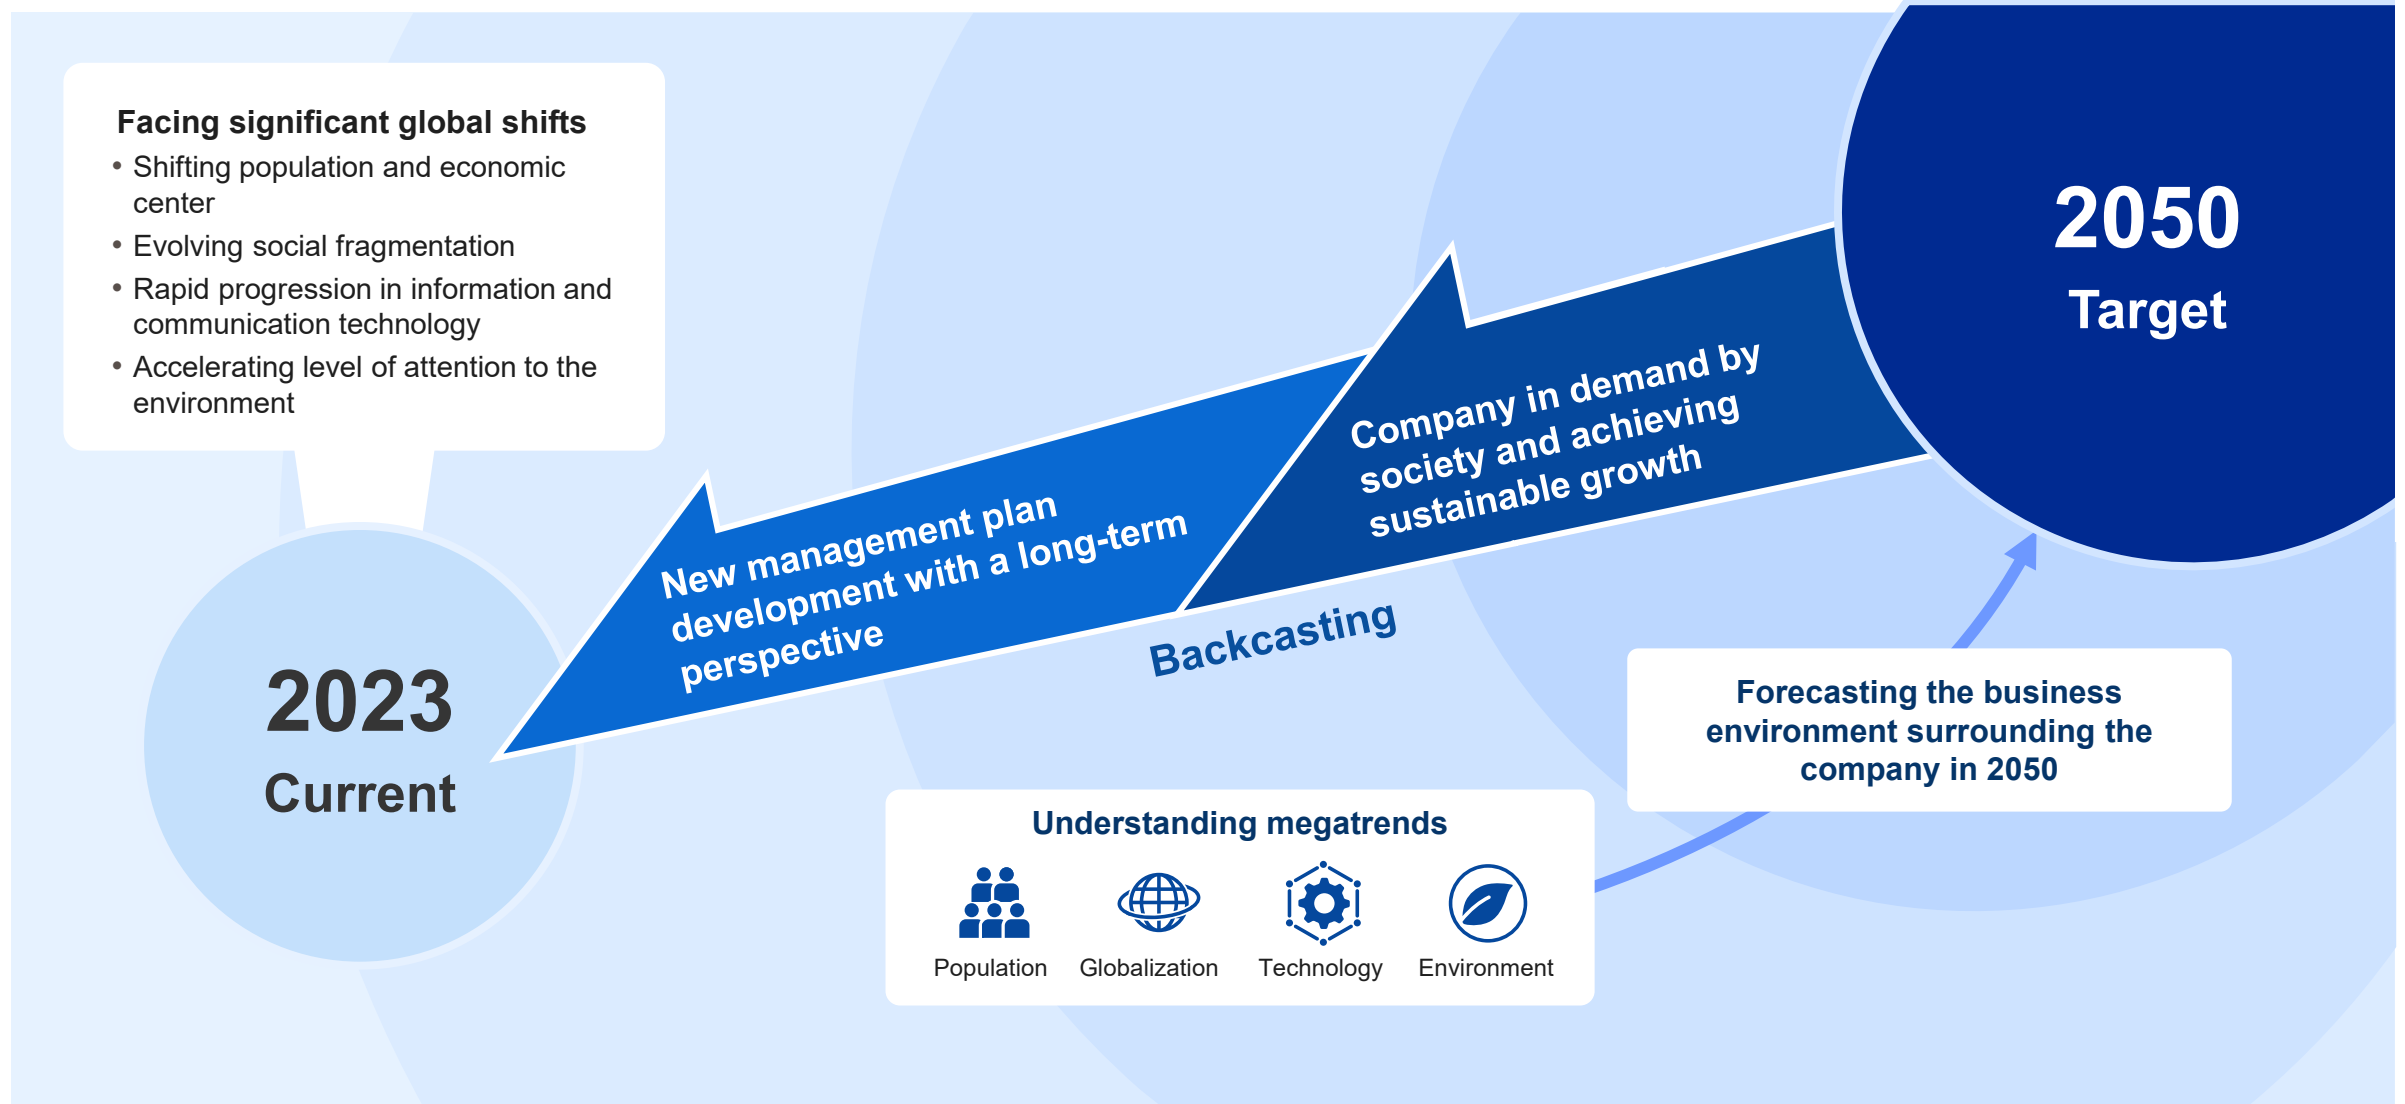 Facing significant global shifts
• Shifting population and economic
center
• Evolving social fragmentation
• Rapid progression in information and
communication technology
• Accelerating level of attention to the
environment
2023
Current
New management plan
development with a long-term
perspective
Company in demand by
society and achieving
sustainable growth
Backcasting
2050
Target
Forecasting the business
environment surrounding the
company in 2050
Understanding megatrends
Population
Globalization
Technology
Environment